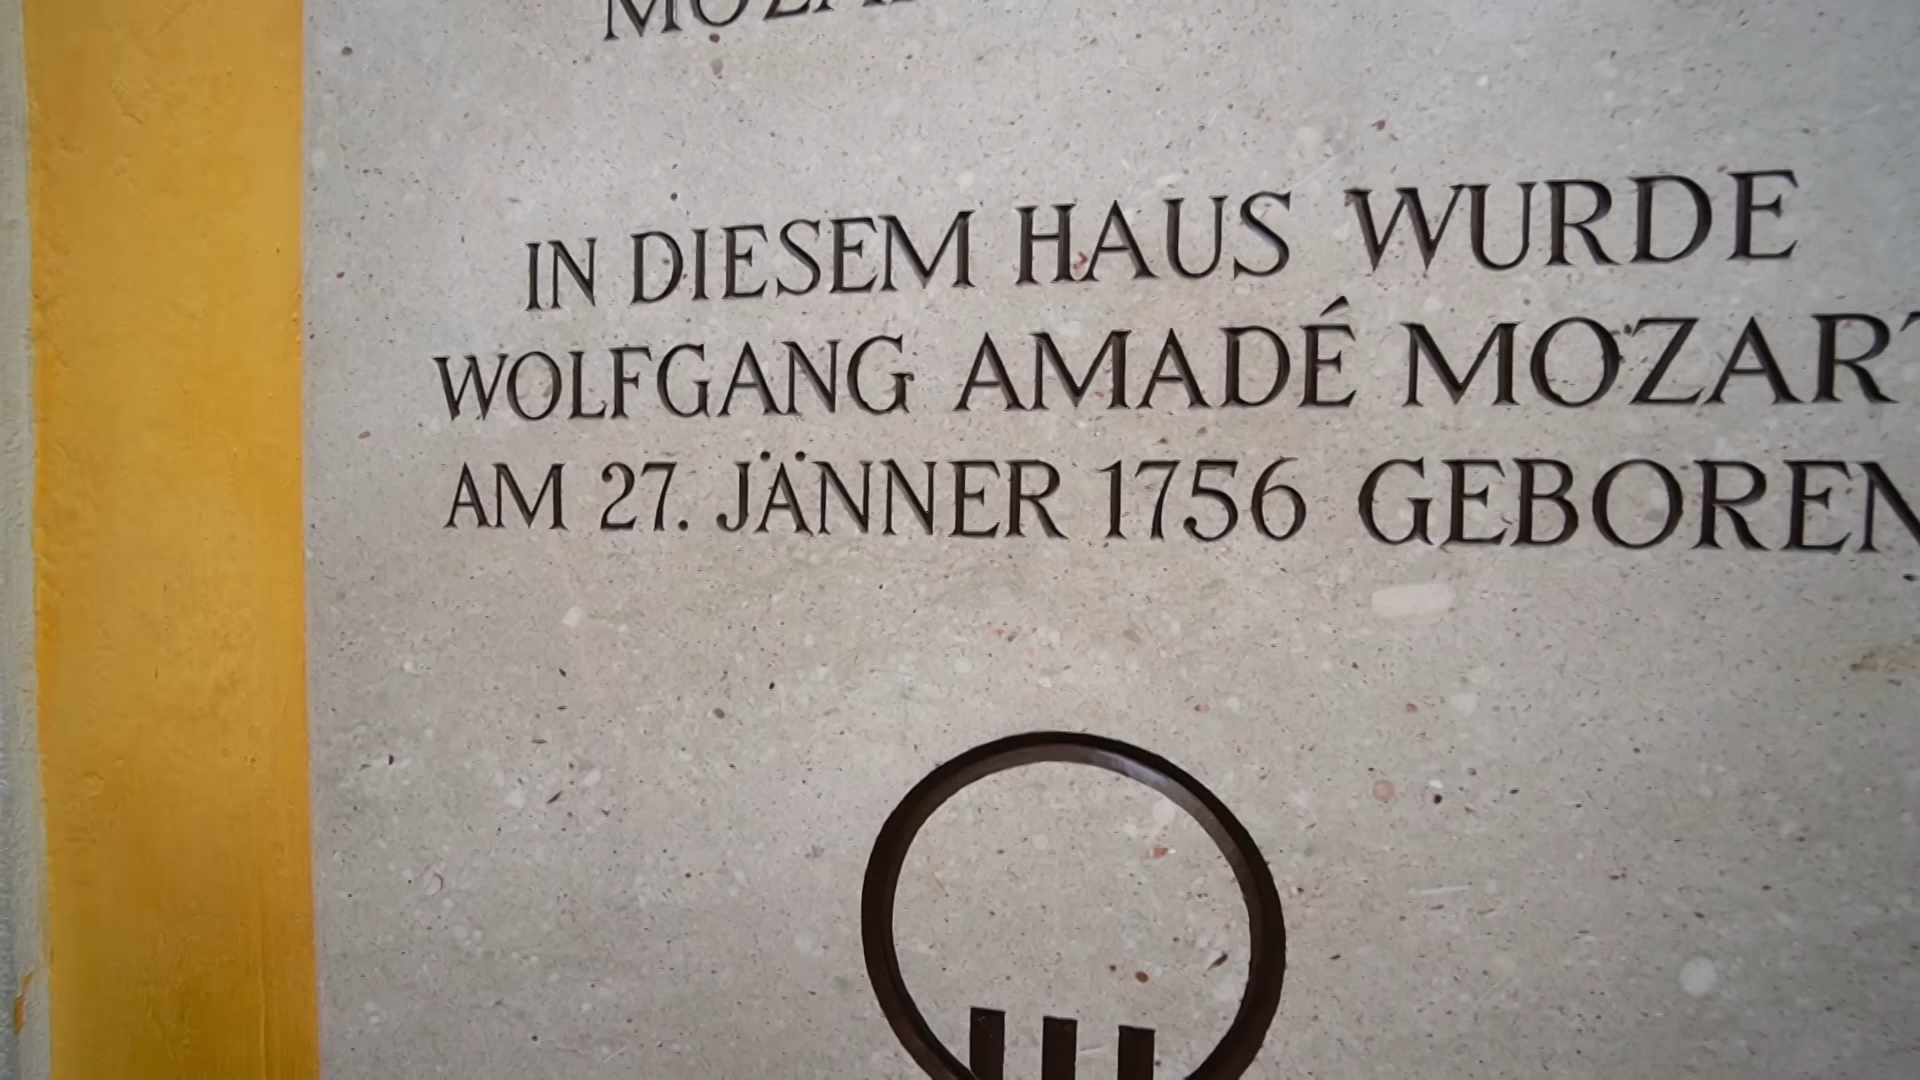 IN DIESEM HAUS WURDE
WOLFGANG AMADÉ MOZART
AM 27. JÄNNER 1756 GEBOREN